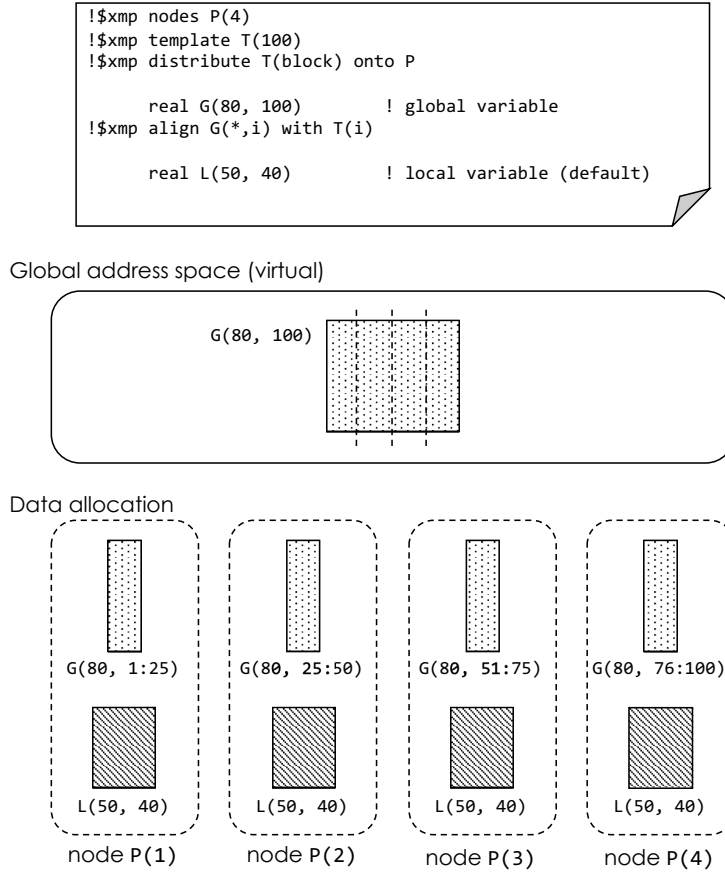 !$xmp nodes P(4)
!$xmp template T(100)
!$xmp distribute T(block) onto P
real G(80, 100) ! global variable
!$xmp align G(*,i) with T(i)
real L(50, 40) ! local variable (default)
Global address space (virtual)
G(80, 100)
Data allocation
G(80, 1:25) G(80, 25:50) G(80, 51:75) G(80, 76:100)
L(50, 40) L(50, 40) L(50, 40) L(50, 40)
node P(1) node P(2) node P(3) node P(4)